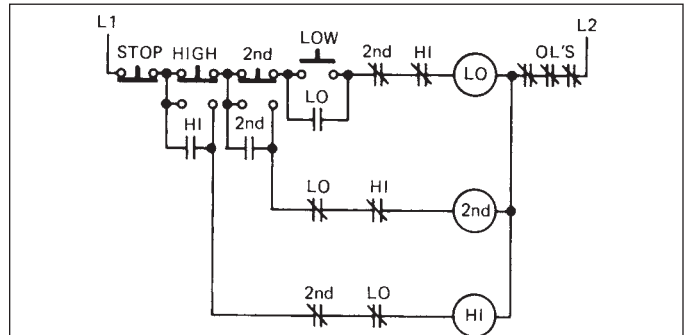 L1 L2
STOP HIGH 2nd LOW 2nd HI LO OL'S
LO
HI 2nd
LO HI 2nd
2nd LO HI